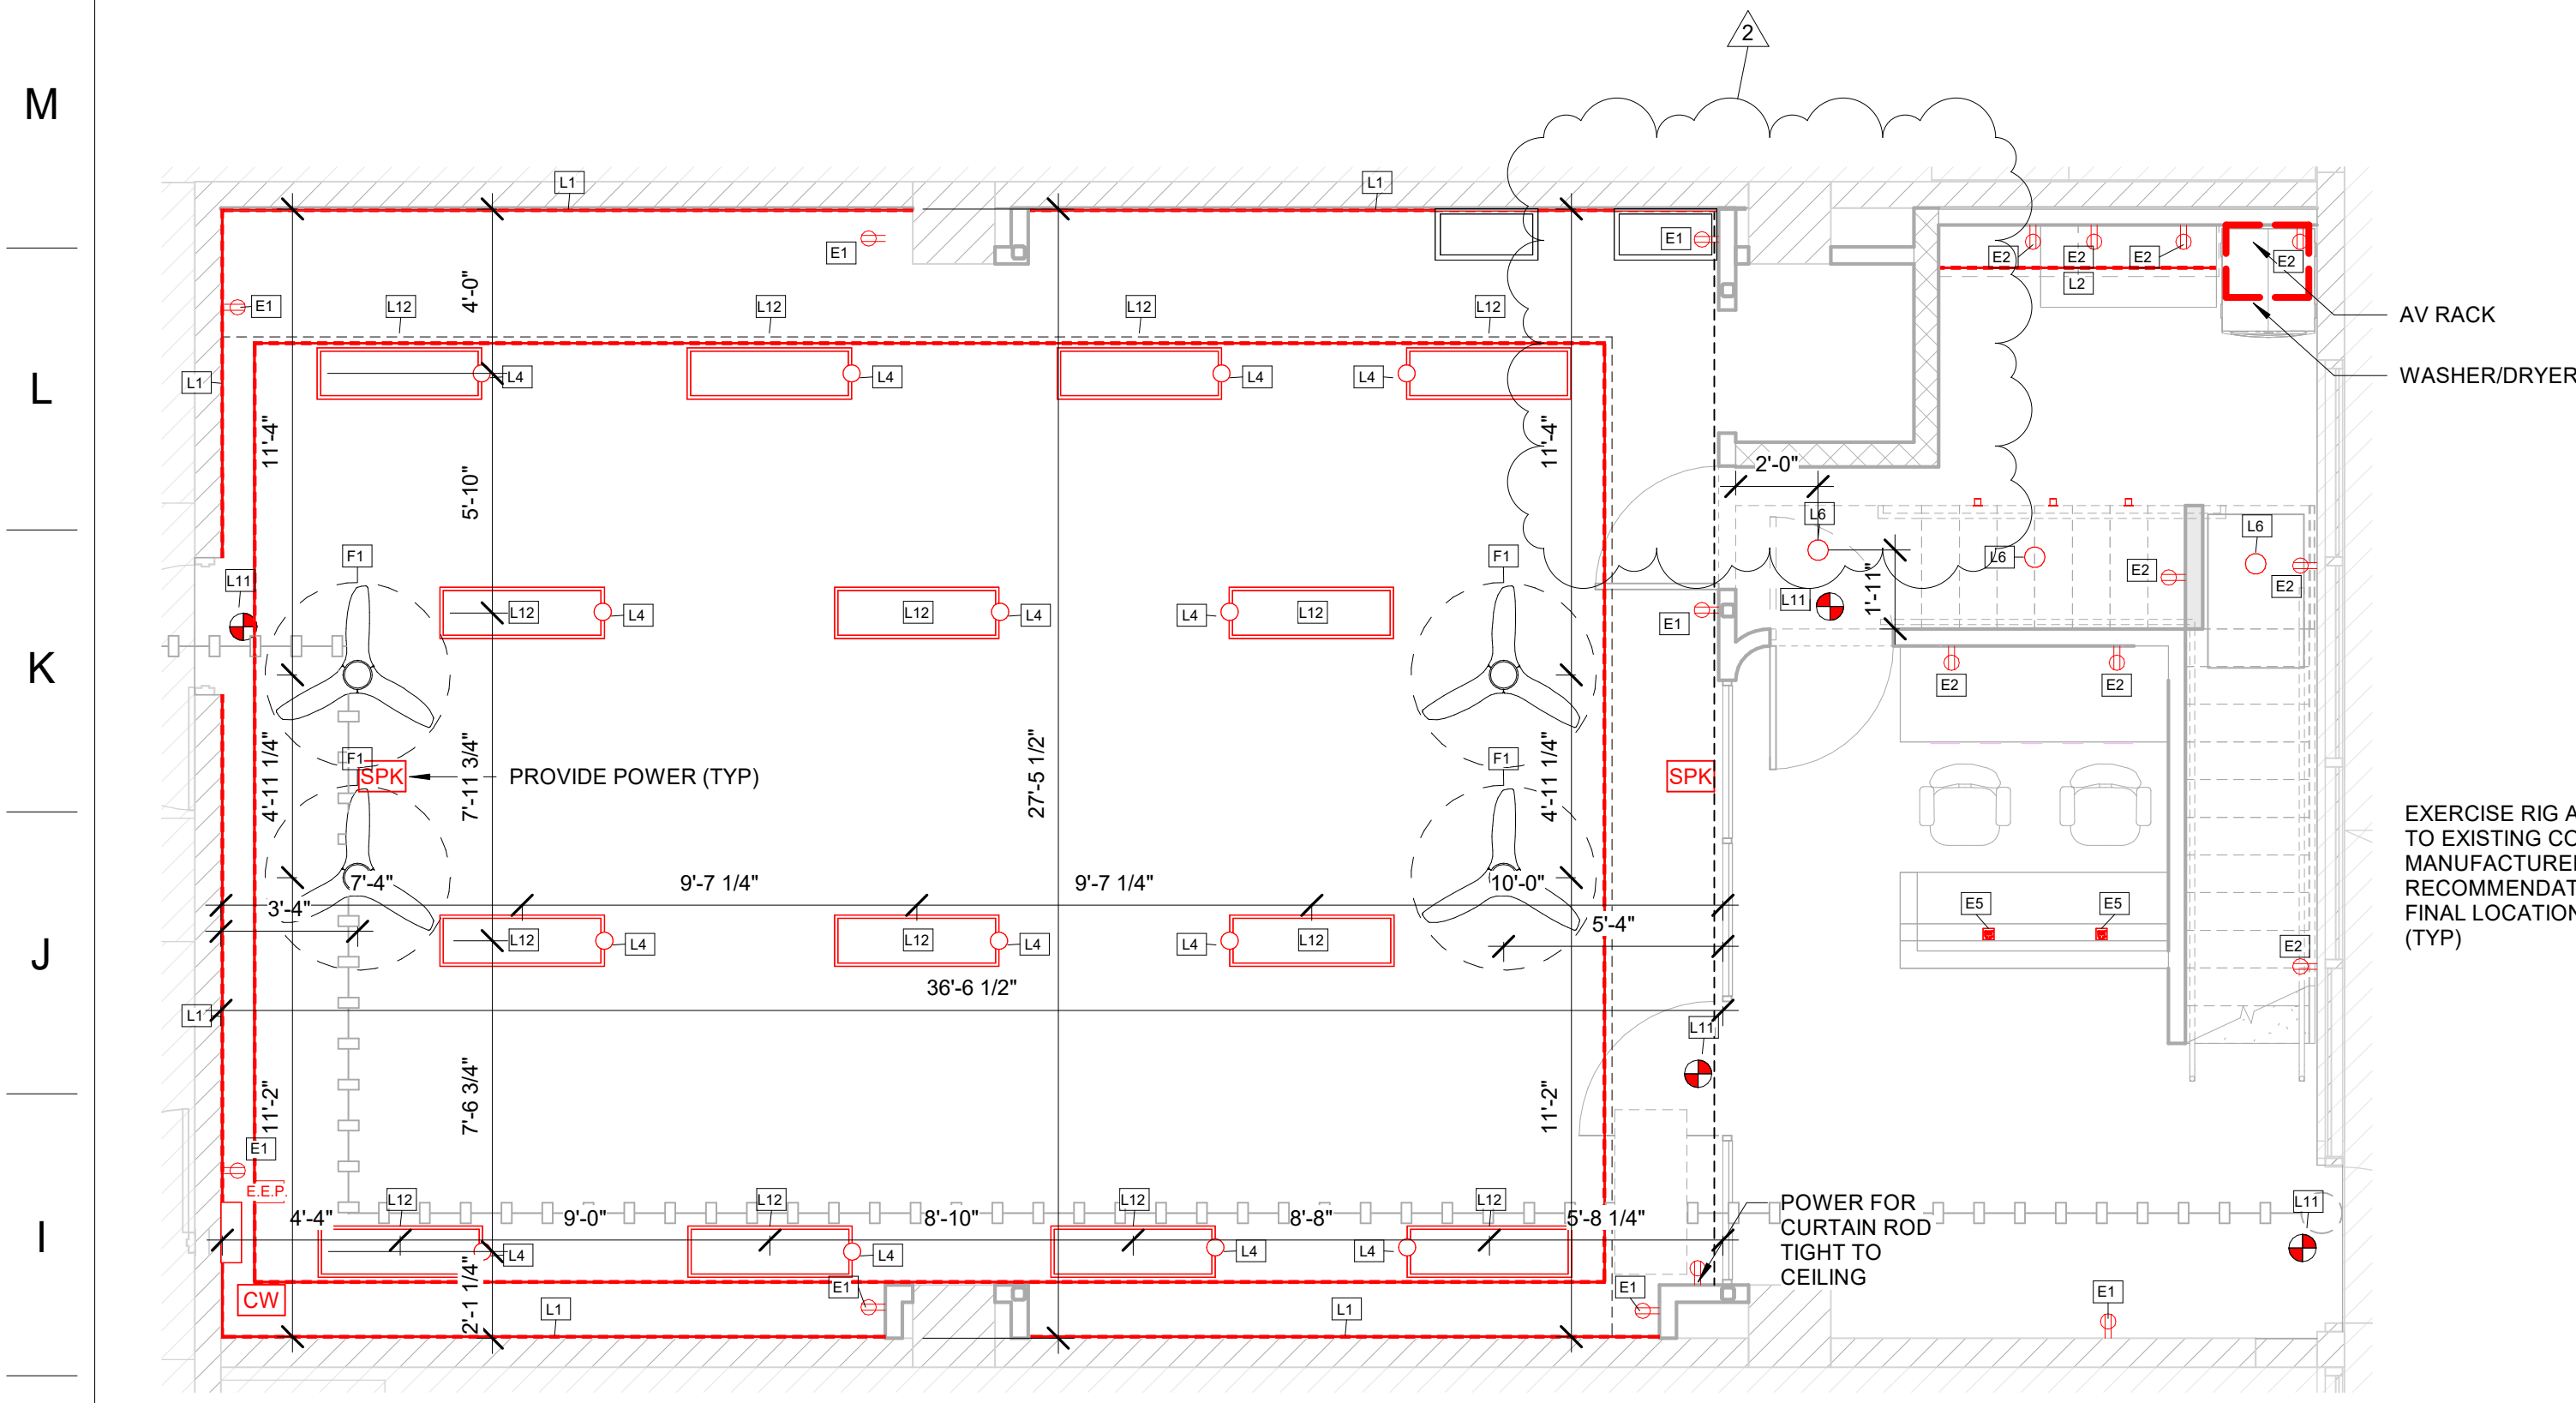 2
M
L1
L1
E1
E1
E2
E2
E2
E2
L2
E1
L12
4'-0"
L12
L12
L12
AV RACK
WASHER/DRYER
L
L1
L4
L4
L4
L4
11'-4"
5'-10"
11'-4"
2'-0"
L6
L6
L6
F1
F1
L11
E2
E2
L12
L4
L12
L4
L4
L12
E1
L11
1'-11"
K
E2
E2
4'-11 1/4"
F1
SPK
PROVIDE POWER (TYP)
7'-11 3/4"
27'-5 1/2"
F1
4'-11 1/4"
SPK
EXERCISE RIG A
TO EXISTING CO
MANUFACTURE
RECOMMENDAT
FINAL LOCATION
(TYP)
7'-4"
9'-7 1/4"
9'-7 1/4"
10'-0"
3'-4"
5'-4"
E5
E5
J
L12
L4
L12
L4
L4
L12
E2
36'-6 1/2"
L1
L11
11'-2"
7'-6 3/4"
11'-2"
E1
E.E.P.
L12
L12
L12
L12
POWER FOR
CURTAIN ROD
TIGHT TO
CEILING
L11
I
4'-4"
9'-0"
8'-10"
8'-8"
5'-8 1/4"
L4
L4
L4
L4
CW
2'-1 1/4"
L1
E1
L1
E1
E1